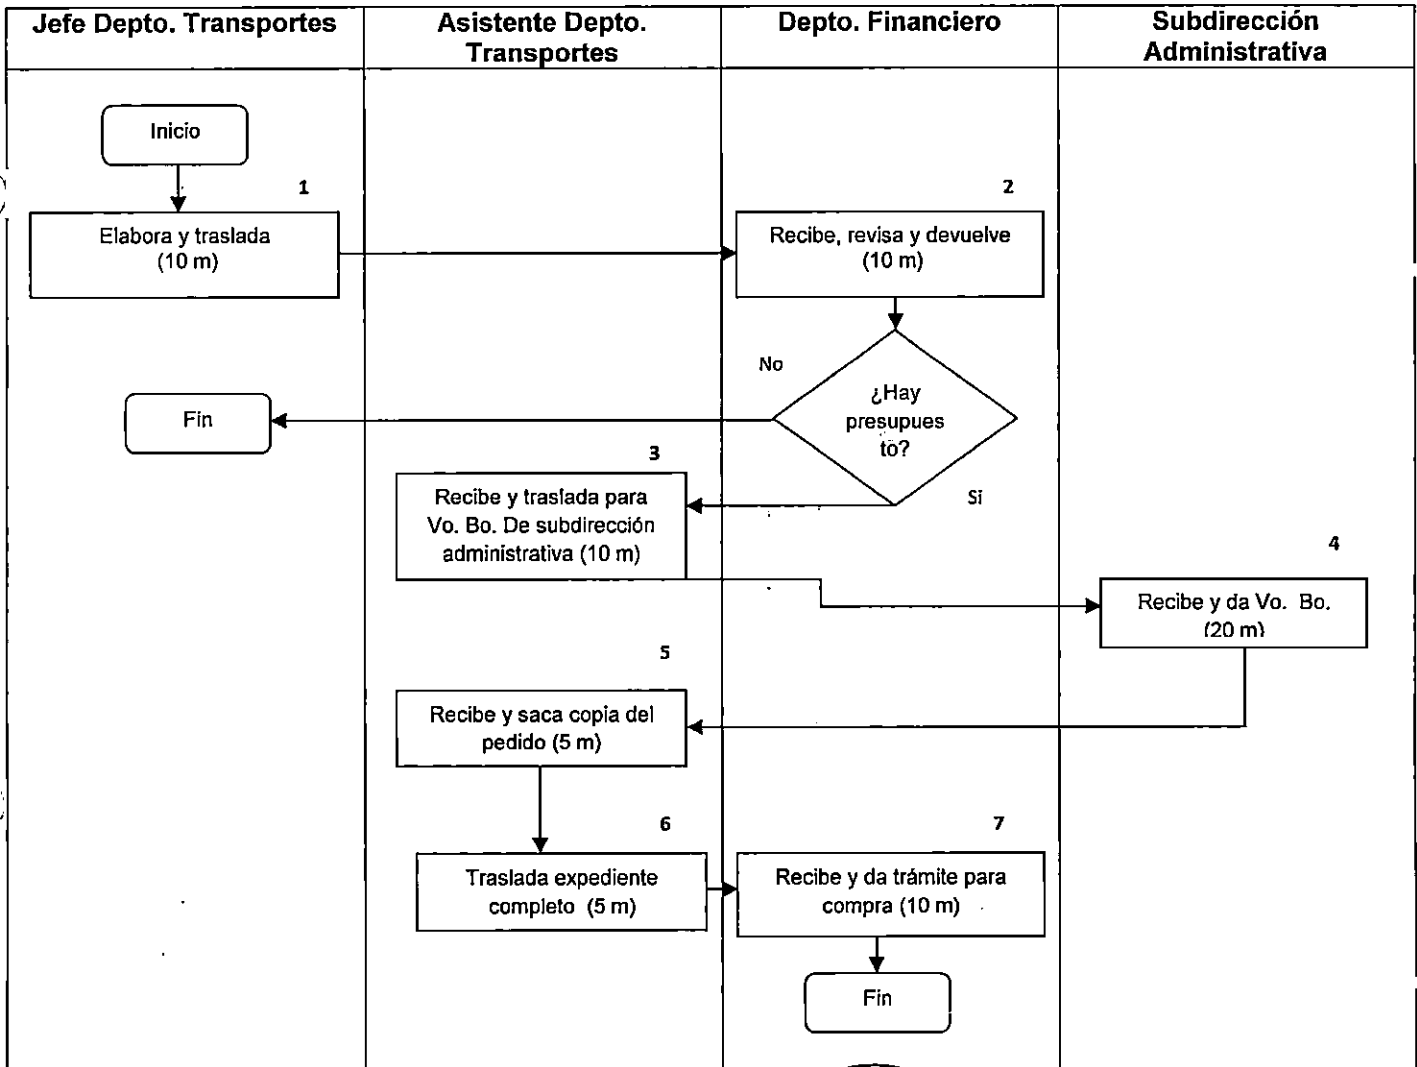 Jefe Depto. Transportes
Asistente Depto.
Transportes
Depto. Financiero
Subdirección
Administrativa
Inicio
1
Elabora y traslada
(10 m)
2
Recibe, revisa y devuelve
(10 m)
No
¿Hay
presupues
to?
Si
Fin
3
Recibe y traslada para
Vo. Bo. De subdirección
administrativa (10 m)
4
Recibe y da Vo. Bo.
(20 m)
5
Recibe y saca copia del
pedido (5 m)
6
Traslada expediente
completo (5 m)
7
Recibe y da trámite para
compra (10 m)
Fin